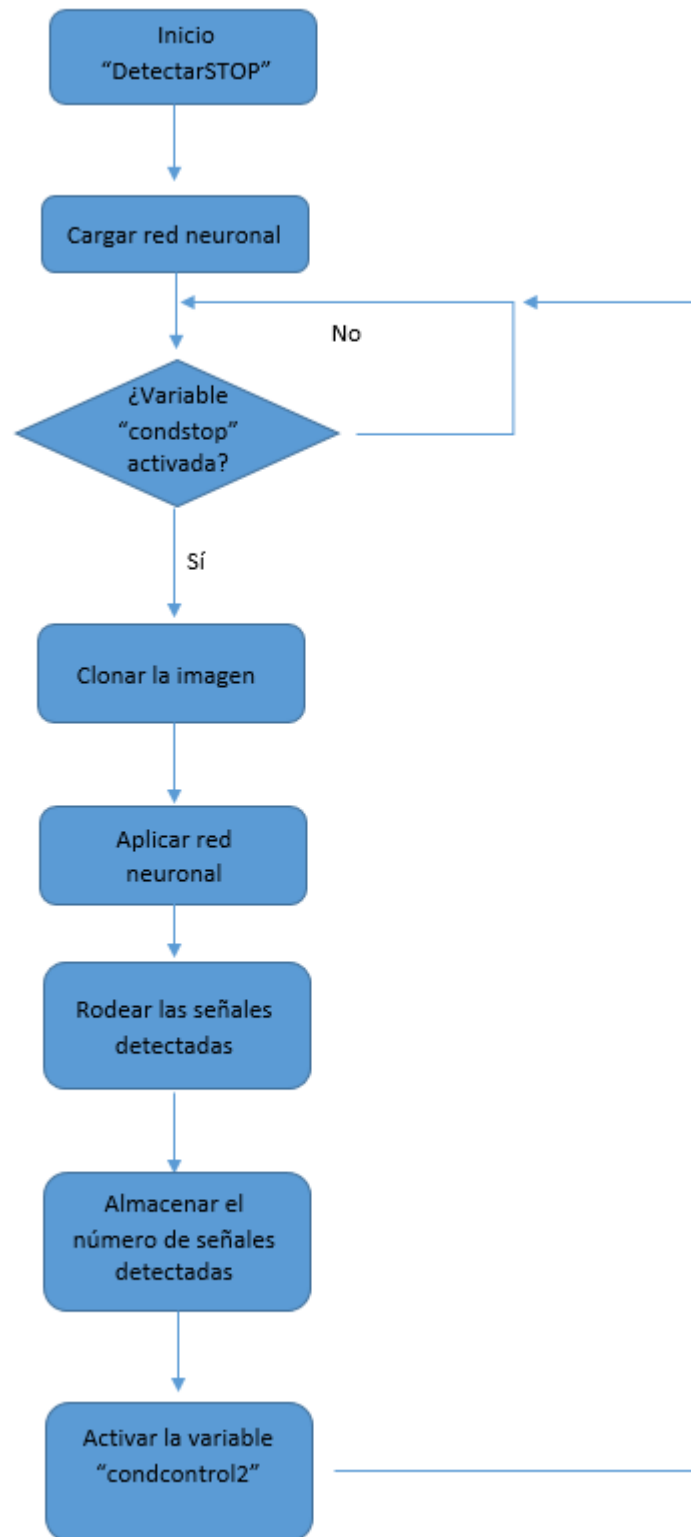 Inicio
“DetectarSTOP”
Cargar red neuronal
No
¿Variable
“condstop”
activada?
Sí
Clonar la imagen
Aplicar red
neuronal
Rodear las señales
detectadas
Almacenar el
número de señales
detectadas
Activar la variable
“condcontrol2”